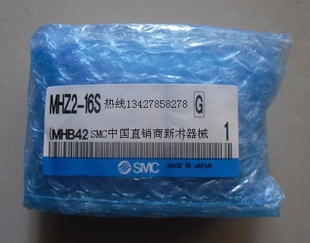 MHZ2-16S 热线13427858278 G
(MHB42 SMC中国直销商新术器械 1
SMC MADE IN JAPAN